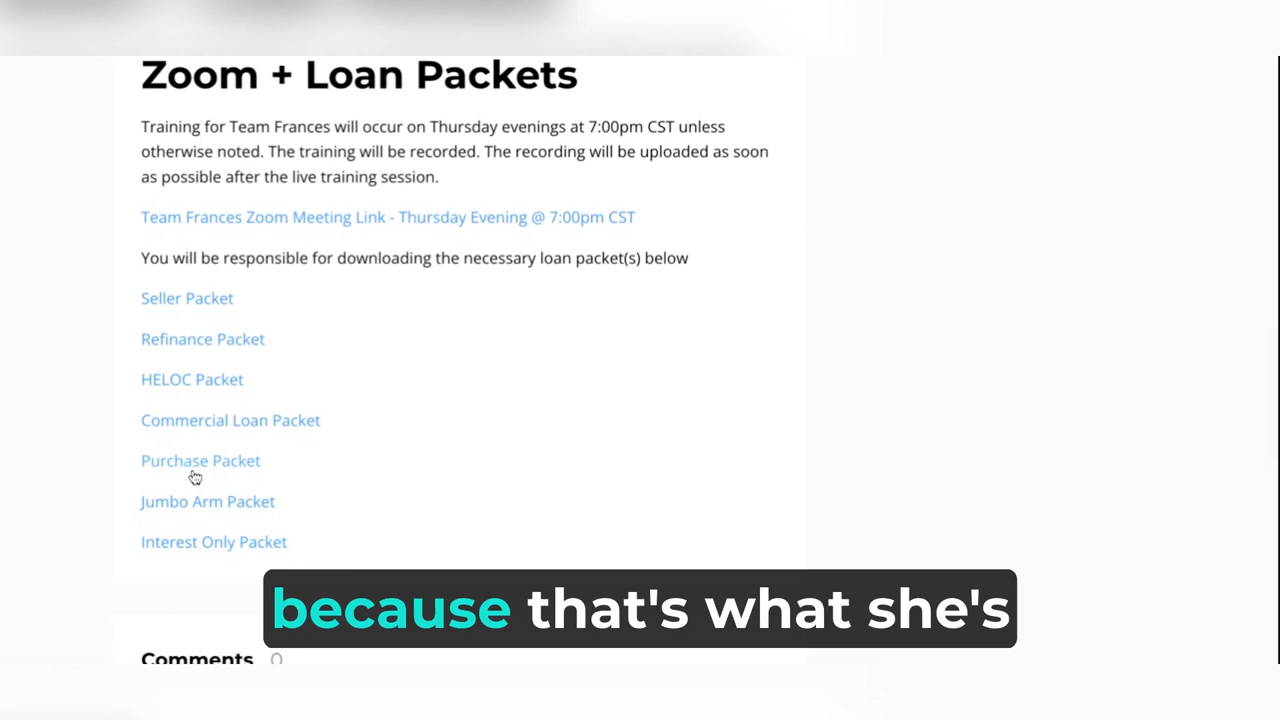 Zoom + Loan Packets
Training for Team Frances will occur on Thursday evenings at 7:00pm CST unless
otherwise noted. The training will be recorded. The recording will be uploaded as soon
as possible after the live training session.
Team Frances Zoom Meeting Link - Thursday Evening @ 7:00pm CST
You will be responsible for downloading the necessary loan packet(s) below
Seller Packet
Refinance Packet
HELOC Packet
Commercial Loan Packet
Purchase Packet
Jumbo Arm Packet
Interest Only Packet
because that's what she's
Comments 0